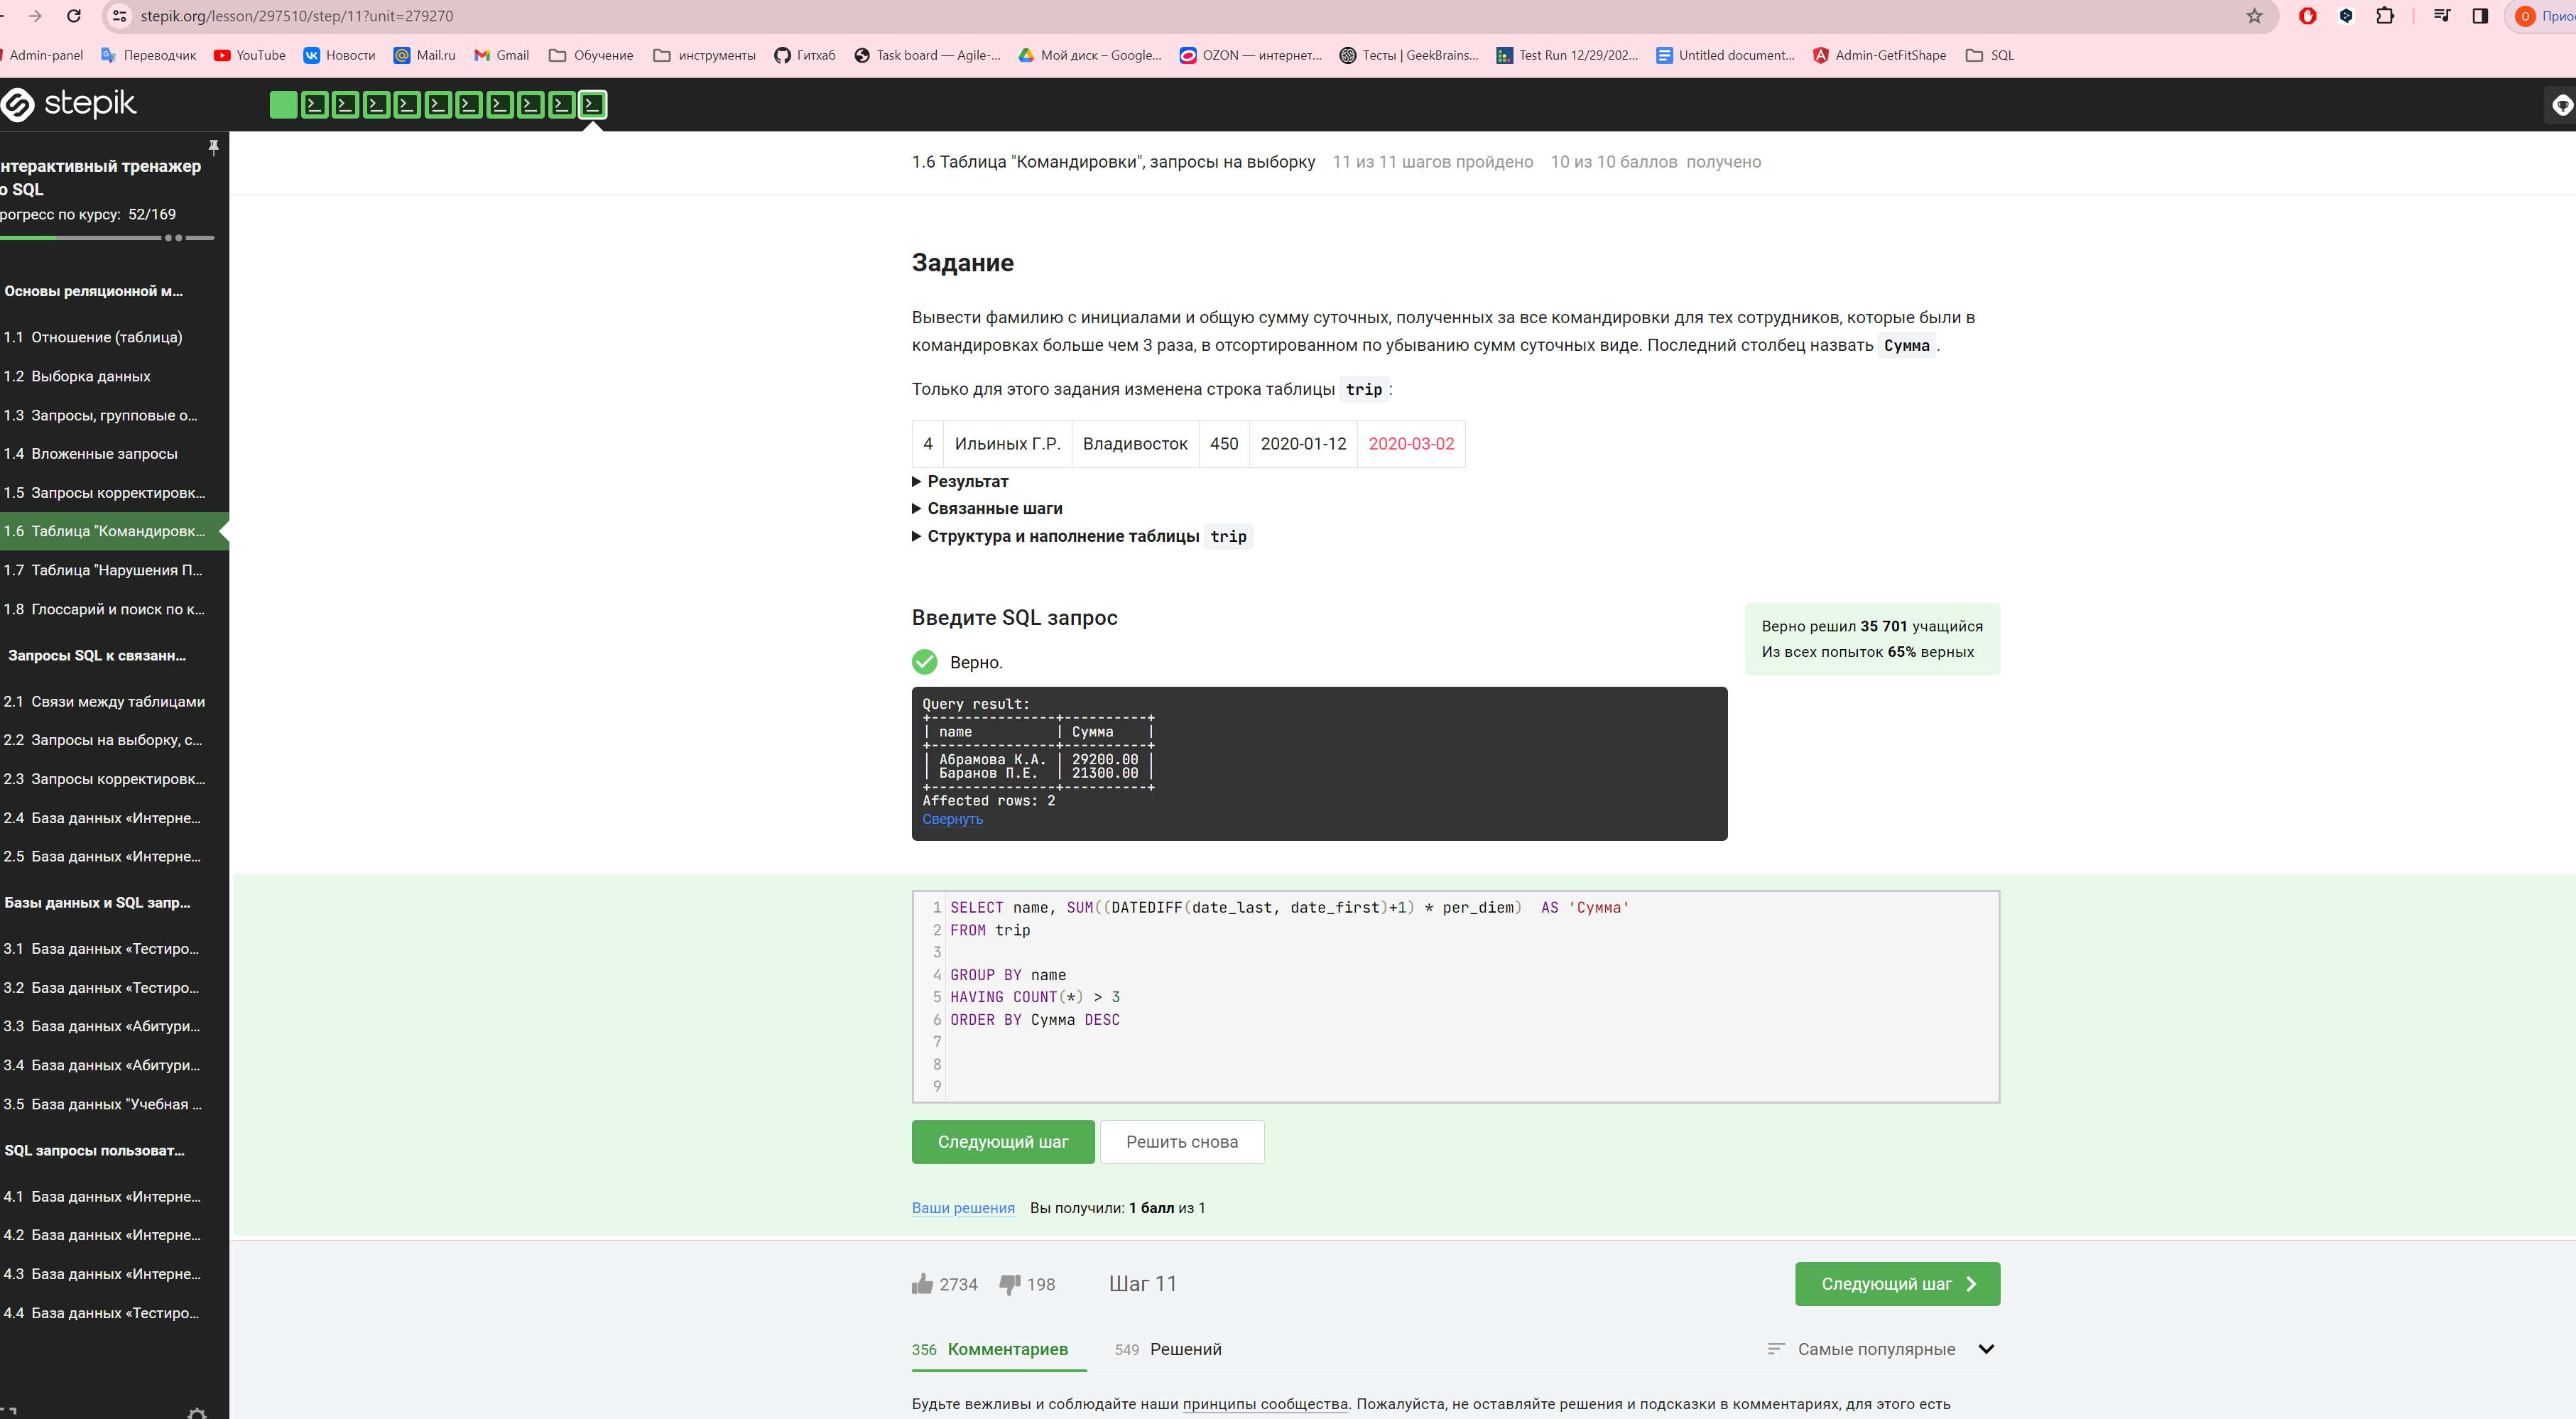 stepik.org/lesson/297510/step/11?unit=279270
Admin-panel Переводчик YouTube Новости Mail.ru Gmail Обучение инструменты Гитхаб Task board — Agile-... Мой диск – Google... OZON — интернет... Тесты | GeekBrains... Test Run 12/29/202... Untitled document... Admin-GetFitShape SQL
stepik
нтерактивный тренажер
о SQL
рогресс по курсу: 52/169
Основы реляционной м...
1.1 Отношение (таблица)
1.2 Выборка данных
1.3 Запросы, групповые о...
1.4 Вложенные запросы
1.5 Запросы корректировк...
1.6 Таблица "Командировк...
1.7 Таблица "Нарушения П...
1.8 Глоссарий и поиск по к...
Запросы SQL к связанн...
2.1 Связи между таблицами
2.2 Запросы на выборку, с...
2.3 Запросы корректировк...
2.4 База данных «Интерне...
2.5 База данных «Интерне...
Базы данных и SQL запр...
3.1 База данных «Тестиро...
3.2 База данных «Тестиро...
3.3 База данных «Абитури...
3.4 База данных «Абитури...
3.5 База данных "Учебная ...
SQL запросы пользоват...
4.1 База данных «Интерне...
4.2 База данных «Интерне...
4.3 База данных «Интерне...
4.4 База данных «Тестиро...
1.6 Таблица "Командировки", запросы на выборку 11 из 11 шагов пройдено 10 из 10 баллов получено
Задание
Вывести фамилию с инициалами и общую сумму суточных, полученных за все командировки для тех сотрудников, которые были в
командировках больше чем 3 раза, в отсортированном по убыванию сумм суточных виде. Последний столбец назвать Сумма.
Только для этого задания изменена строка таблицы trip:
4 Ильиных Г.Р. Владивосток 450 2020-01-12 2020-03-02
Результат
Связанные шаги
Структура и наполнение таблицы trip
Введите SQL запрос
Верно решил 35 701 учащийся
Из всех попыток 65% верных
Верно.
Query result:
+---------------+----------+
| name | Сумма |
+---------------+----------+
| Абрамова К.А. | 29200.00 |
| Баранов П.Е. | 21300.00 |
+---------------+----------+
Affected rows: 2
Свернуть
1 SELECT name, SUM((DATEDIFF(date_last, date_first)+1) * per_diem) AS 'Сумма'
2 FROM trip
3
4 GROUP BY name
5 HAVING COUNT(*) > 3
6 ORDER BY Сумма DESC
7
8
9
Следующий шаг Решить снова
Ваши решения Вы получили: 1 балл из 1
2734 198 Шаг 11 Следующий шаг
356 Комментариев 549 Решений Самые популярные
Будьте вежливы и соблюдайте наши принципы сообщества. Пожалуйста, не оставляйте решения и подсказки в комментариях, для этого есть